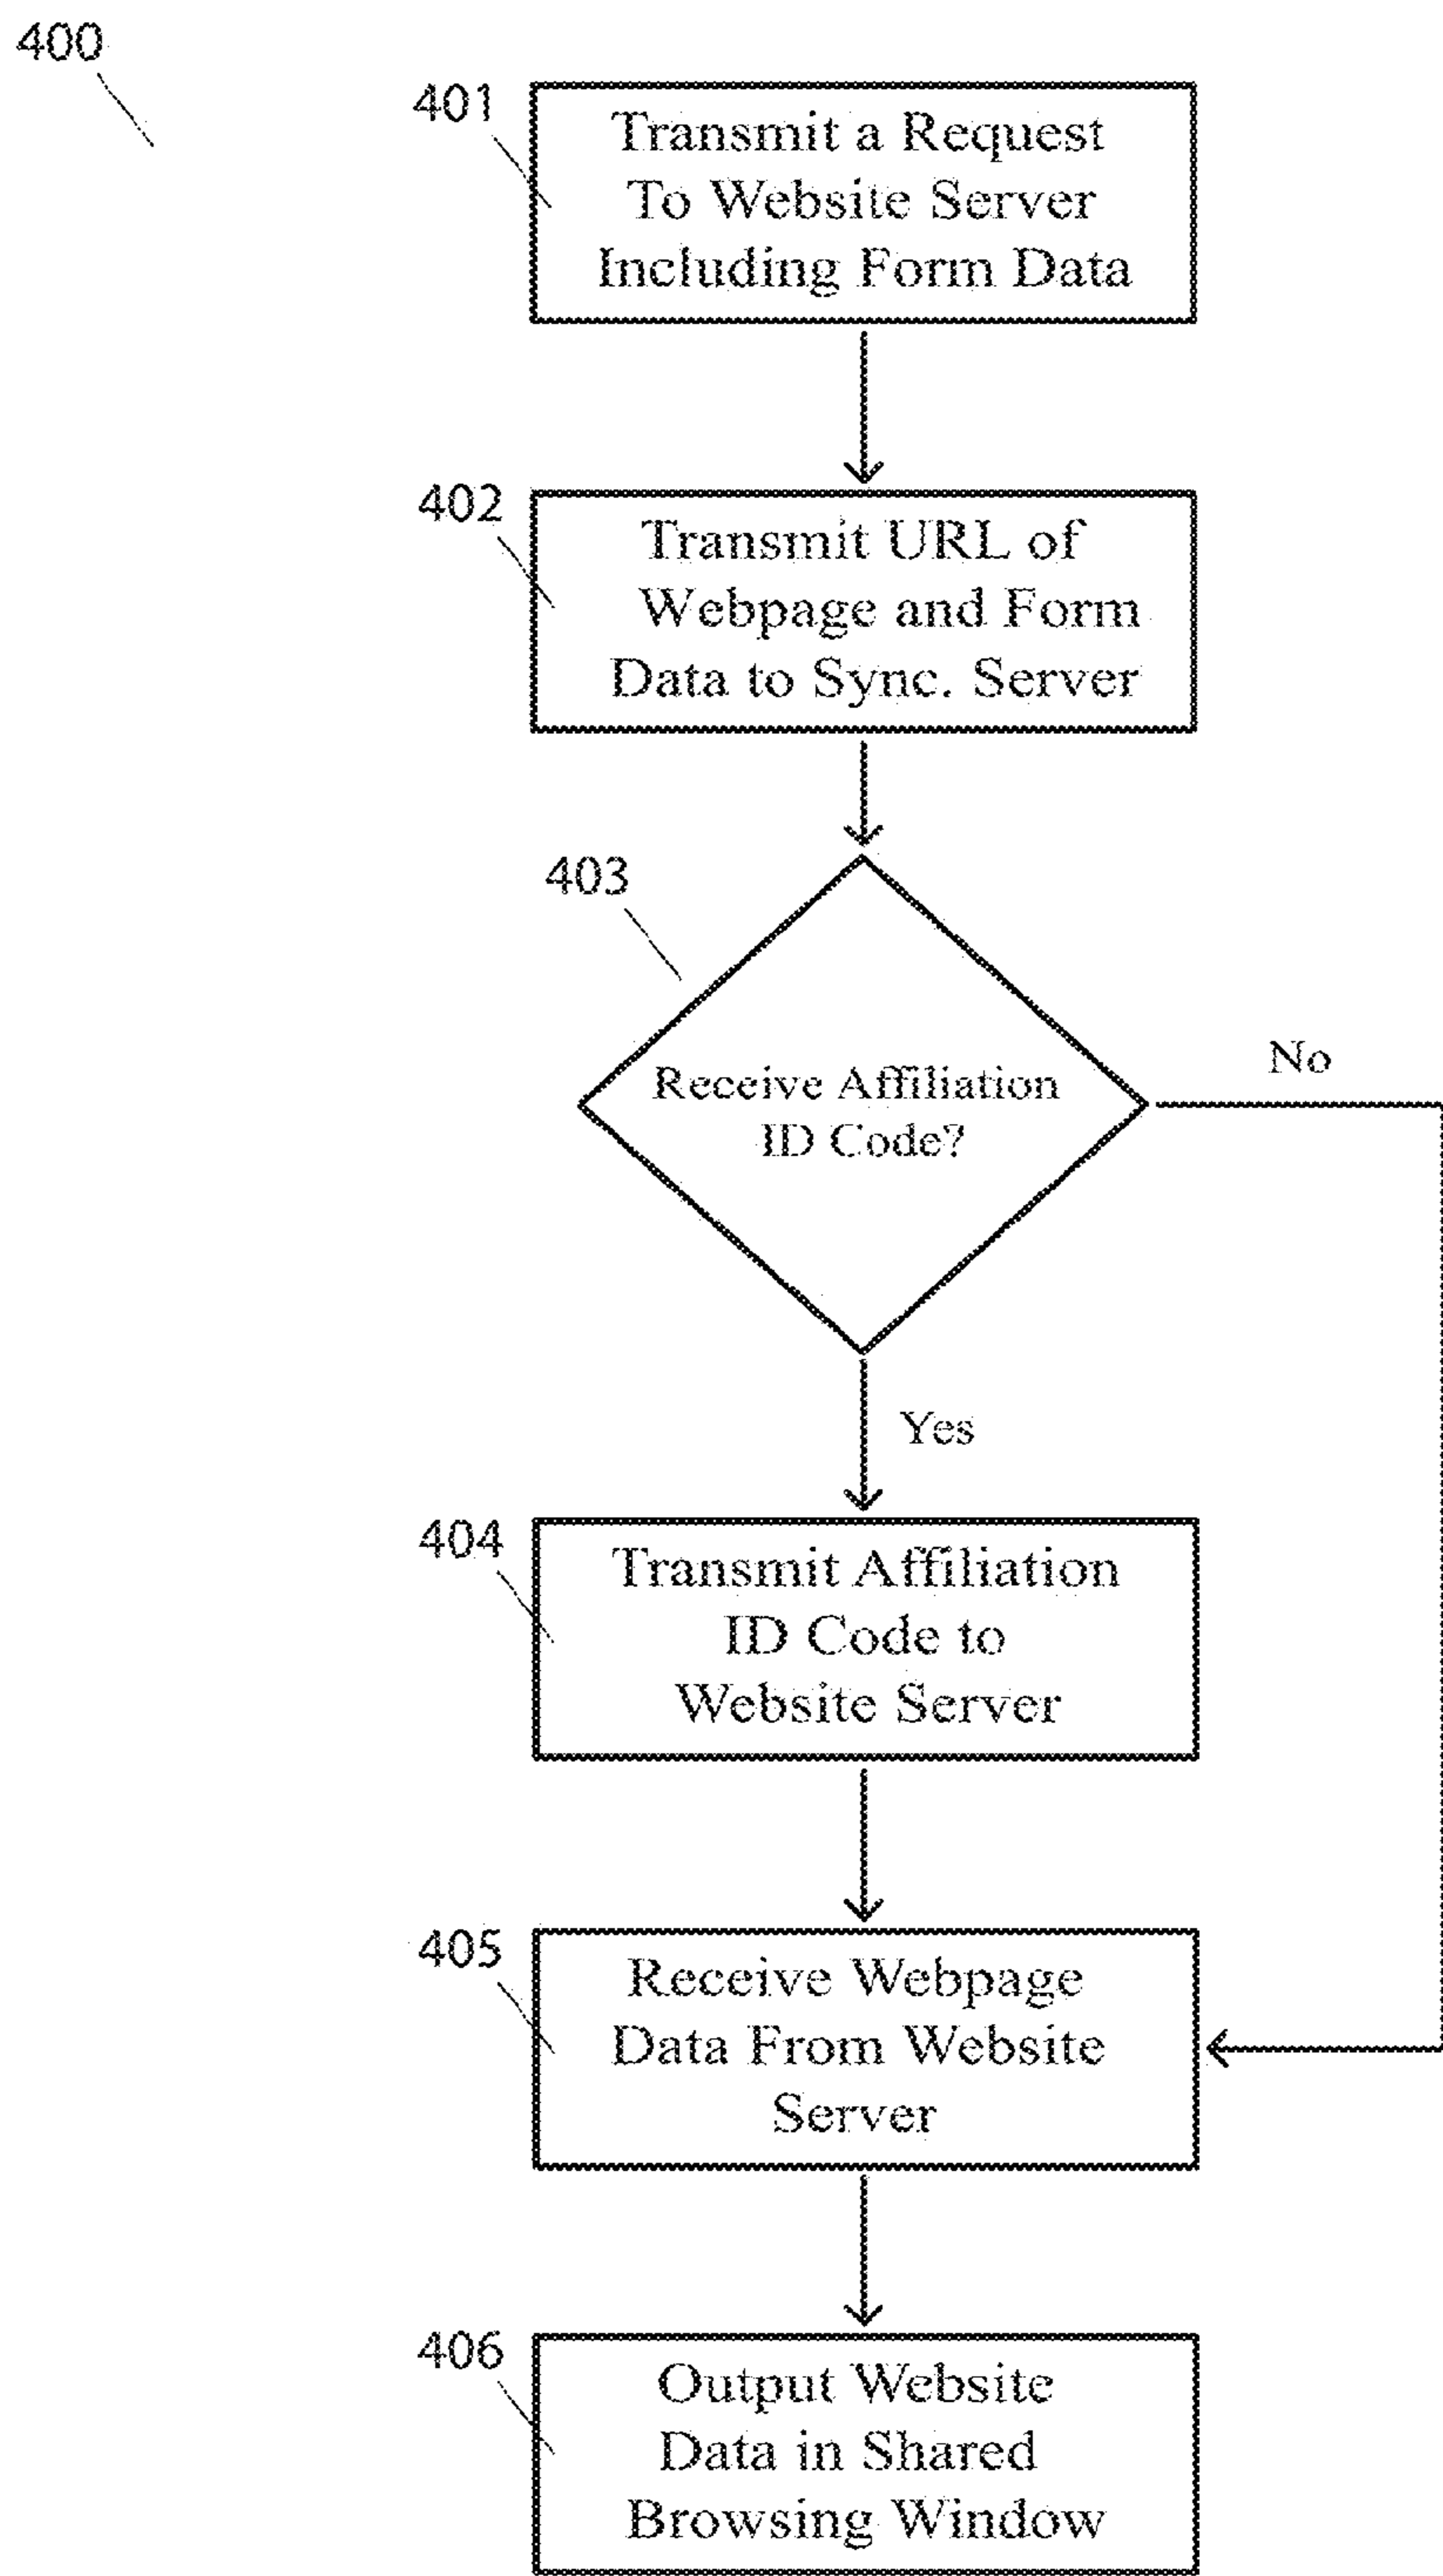 400
401
Transmit a Request
To Website Server
Including Form Data
402
Transmit URL of
Webpage and Form
Data to Sync. Server
403
Receive Affiliation
ID Code?
No
Yes
404
Transmit Affiliation
ID Code to
Website Server
405
Receive Webpage
Data From Website
Server
406
Output Website
Data in Shared
Browsing Window